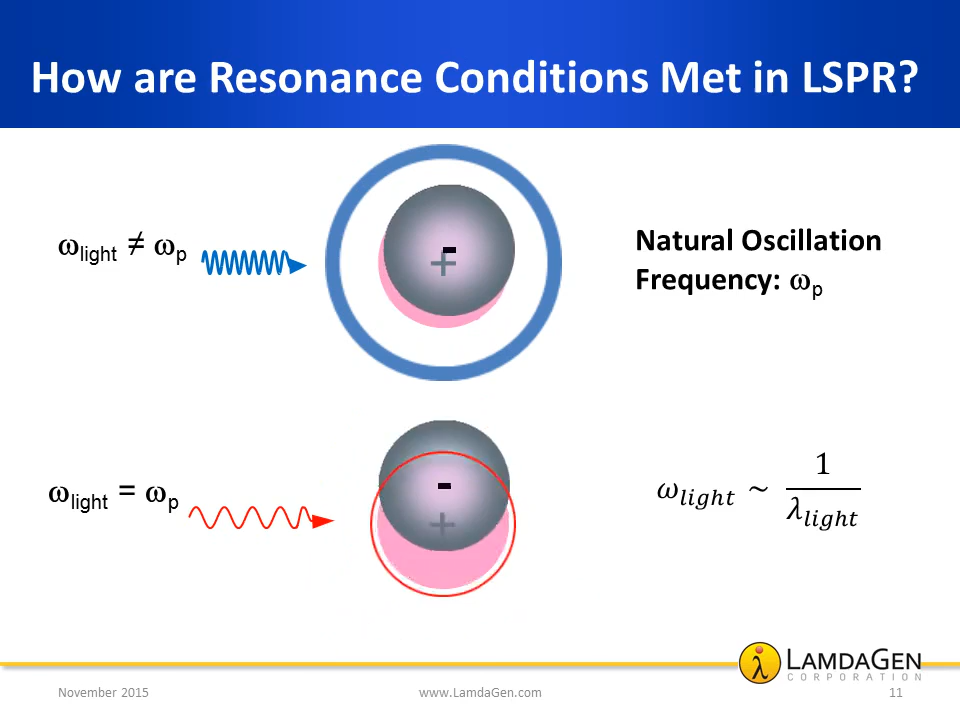 How are Resonance Conditions Met in LSPR?
ω_light ≠ ω_p
-
+
Natural Oscillation
Frequency: ω_p
ω_light = ω_p
-
+
𝜔_𝑙𝑖𝑔ℎ𝑡 ~ 1/𝜆_𝑙𝑖𝑔ℎ𝑡
λ LAMDAGEN
CORPORATION
November 2015
www.LamdaGen.com
11